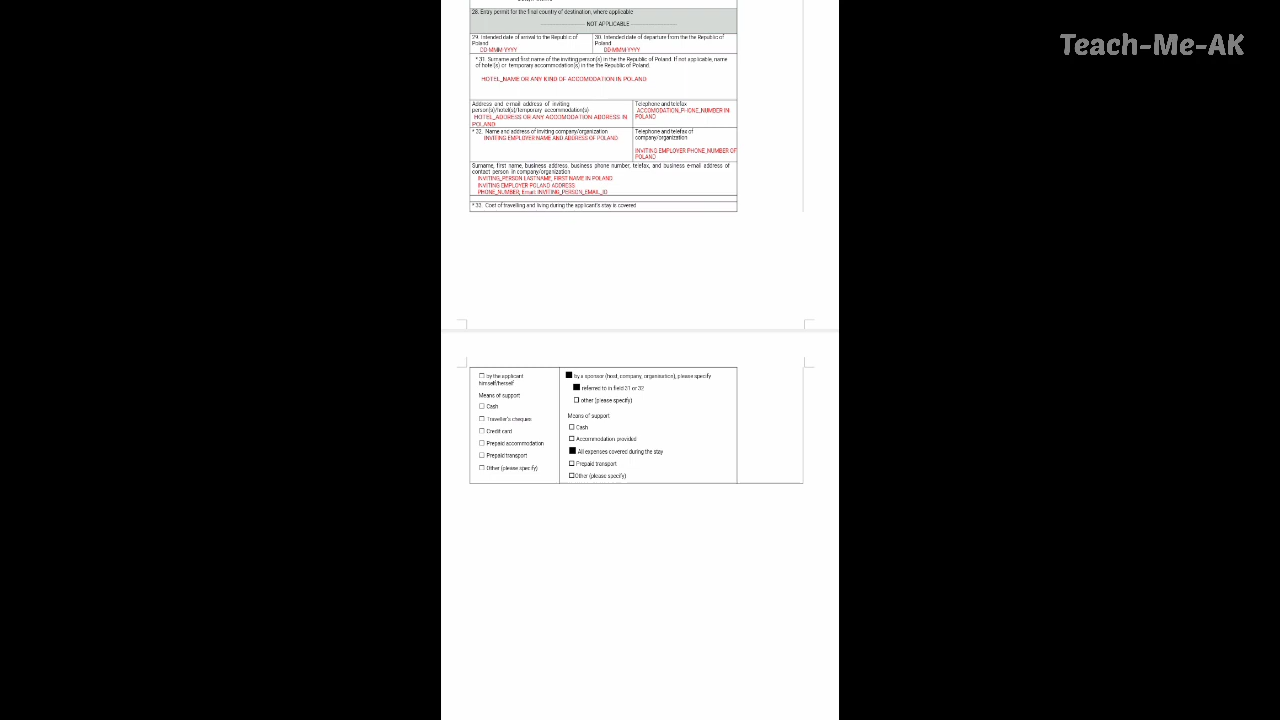 Teach-Me-AK
28. Entry permit for the final country of destination, where applicable
NOT APPLICABLE
29. Intended date of arrival to the Republic of
Poland
DD MMM YYYY
30. Intended date of departure from the the Republic of
Poland
DD MMM YYYY
* 31. Surname and first name of the inviting person(s) in the the Republic of Poland. If not applicable, name
of hotel(s) or temporary accommodation(s) in the the Republic of Poland
HOTEL_NAME OR ANY KIND OF ACCOMODATION IN POLAND
Address and e-mail address of inviting
person(s)/hotel(s)/temporary accommodation(s)
HOTEL_ADDRESS OR ANY ACCOMODATION ADDRESS IN
POLAND
Telephone and telefax
ACCOMODATION_PHONE_NUMBER IN
POLAND
* 32. Name and address of inviting company/organization
INVITING EMPLOYER NAME AND ADDRESS OF POLAND
Telephone and telefax of
company/organization
INVITING EMPLOYER PHONE_NUMBER OF
POLAND
Surname, first name, business address, business phone number, telefax, and business e-mail address of
contact person in company/organization
INVITING_PERSON LASTNAME, FIRST NAME IN POLAND
INVITING EMPLOYER POLAND ADDRESS
PHONE_NUMBER; Email: INVITING_PERSON_EMAIL_ID
* 33. Cost of travelling and living during the applicant's stay is covered
by the applicant
himself/herself
Means of support
Cash
Traveller's cheques
Credit card
Prepaid accommodation
Prepaid transport
Other (please specify)
by a sponsor (host, company, organisation), please specify
referred to in field 31 or 32
other (please specify)
Means of support
Cash
Accommodation provided
All expenses covered during the stay
Prepaid transport
Other (please specify)